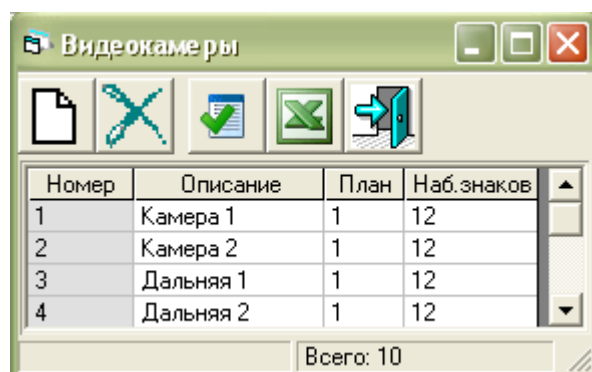 Видеокамеры
Номер Описание План Наб.знаков
1 Камера 1 1 12
2 Камера 2 1 12
3 Дальняя 1 1 12
4 Дальняя 2 1 12
Всего: 10